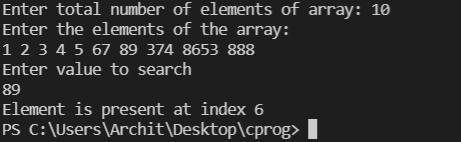 Enter total number of elements of array: 10
Enter the elements of the array:
1 2 3 4 5 67 89 374 8653 888
Enter value to search
89
Element is present at index 6
PS C:\Users\Archit\Desktop\cprog>